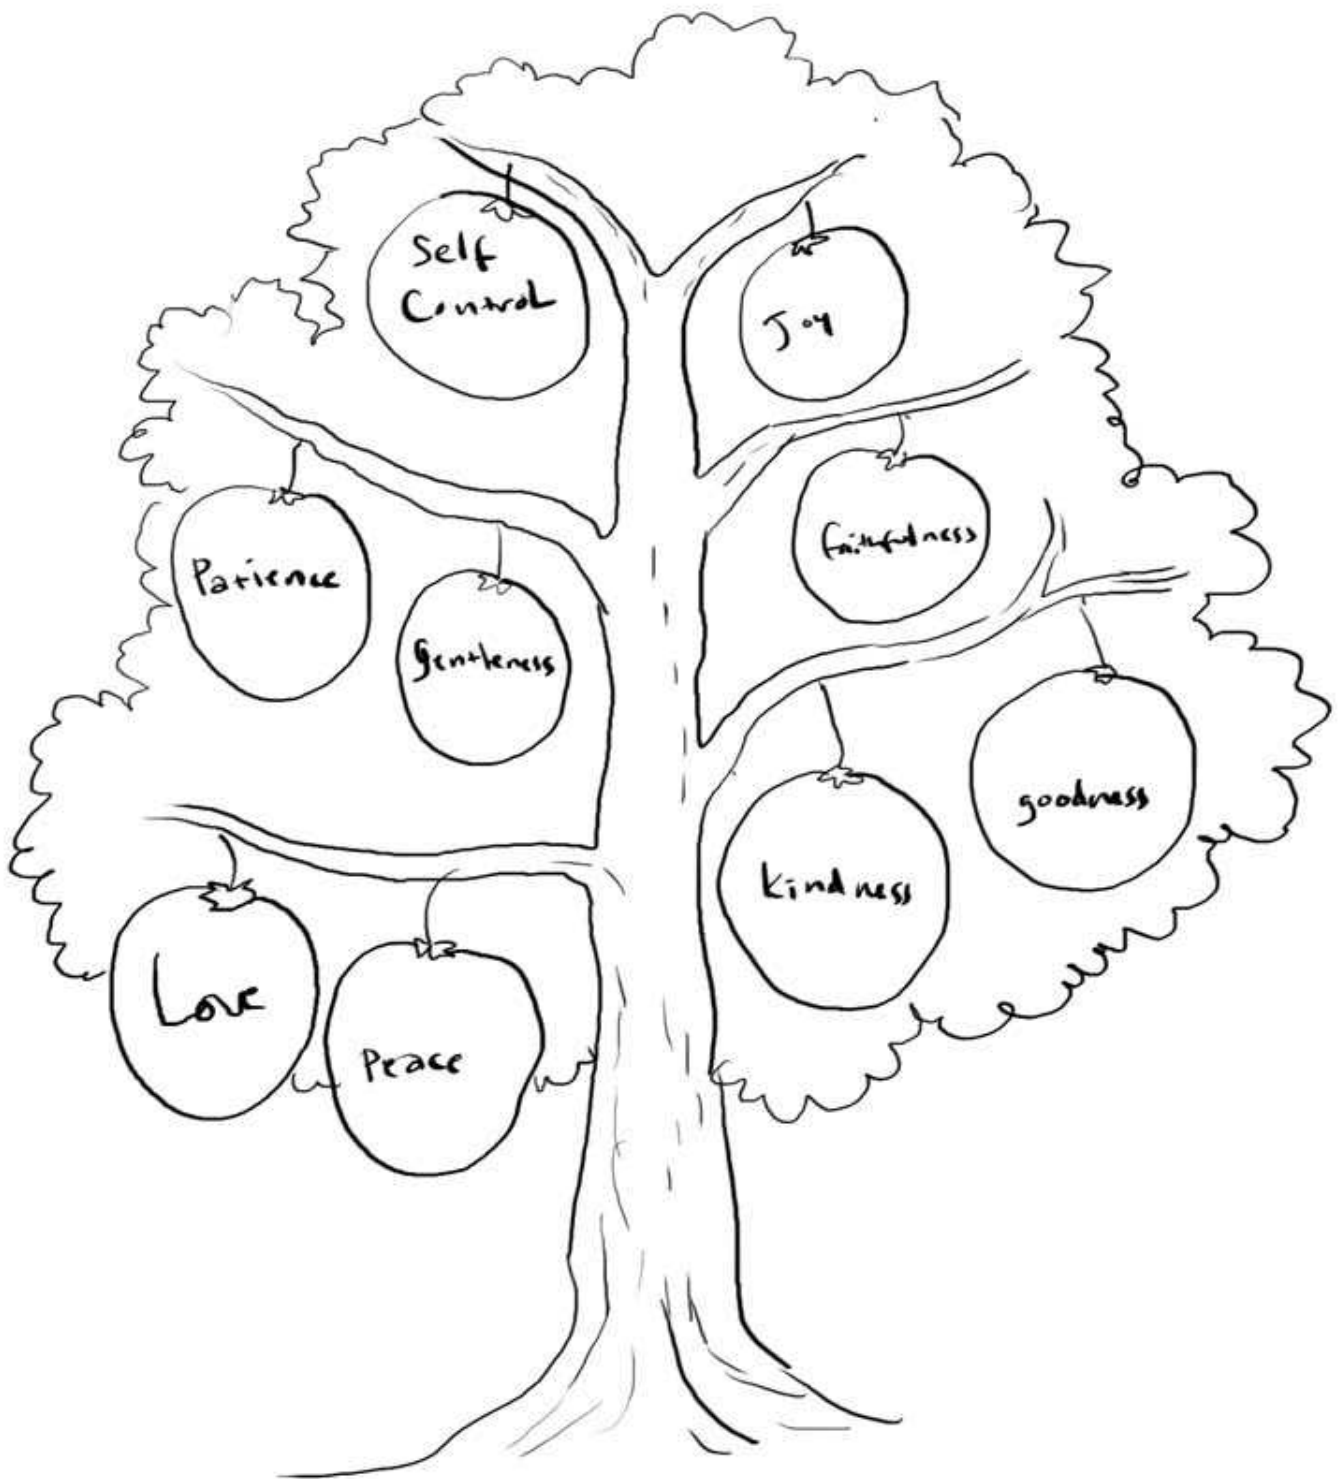 Self
Control
Joy
faithfulness
Patience
gentleness
goodness
kindness
Love
Peace